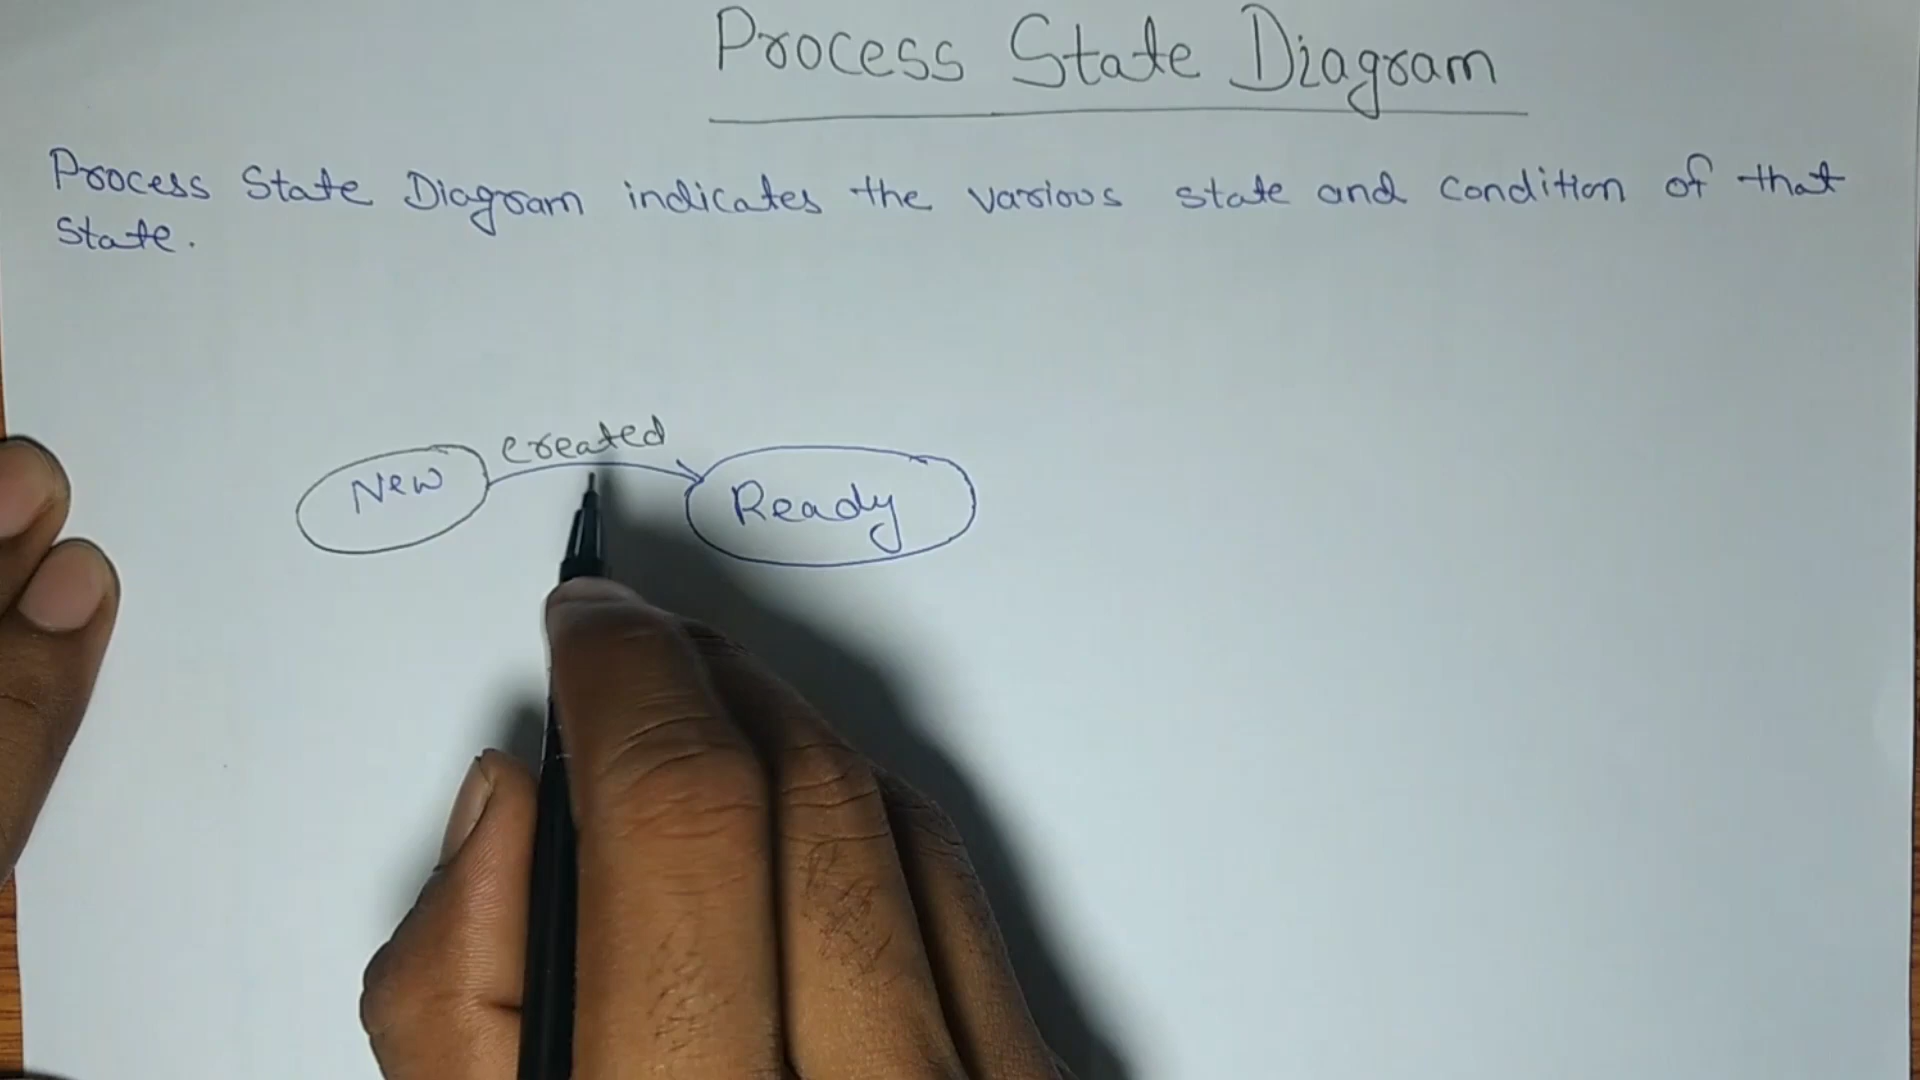 Process State Diagram
Process State Diagram indicates the various state and condition of that
state.
created
New
Ready